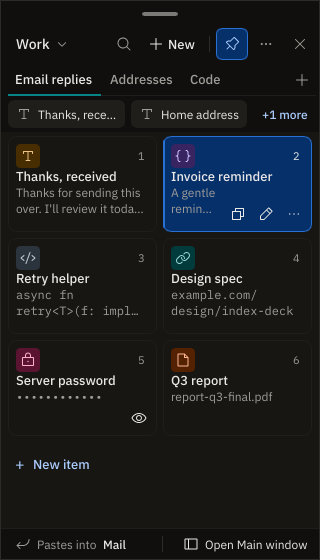 Work
New
Email replies Addresses Code
Thanks, rece... Home address +1 more
1
Thanks, received
Thanks for sending this
over. I'll review it toda...
2
Invoice reminder
A gentle
remin...
3
Retry helper
async fn
retry<T>(f: impl...
4
Design spec
example.com/
design/index-deck
5
Server password
••••••••••••
6
Q3 report
report-q3-final.pdf
+ New item
Pastes into Mail
Open Main window